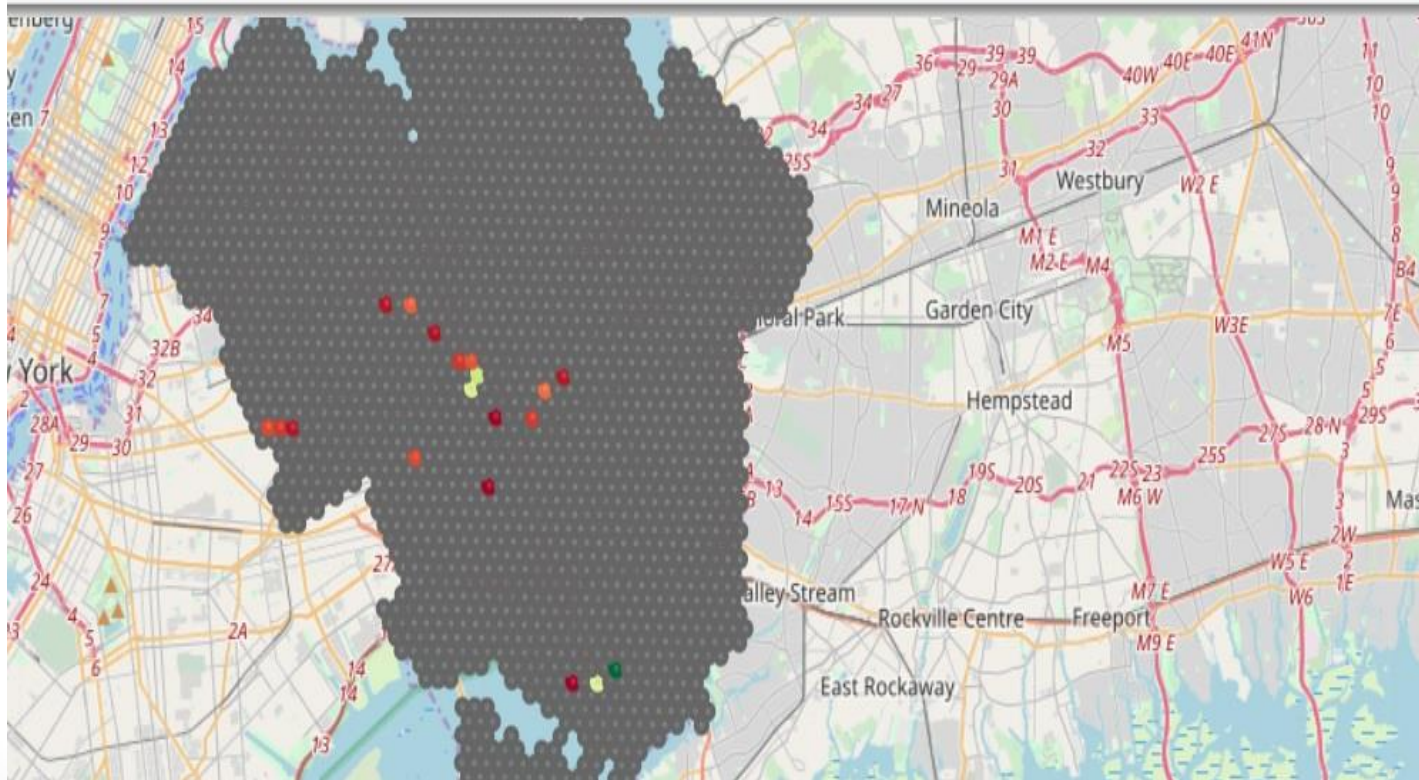 enberg
15
14
36
39
39
29
29A
40W
40E
40E
41N
11
10
10
30
34
27
34
33
32
31
25S
Westbury
W2 E
9
9
8
Mineola
ken
7
13
12
10
9
7
M1 E
M2 E
M4
B4
7
5
4
34
32B
32
31
30
29
28A
2
York
oral Park
Garden City
M5
W3E
7E
6
5
5
Hempstead
27S
28 N
29S
25S
3
27
26
24
4
5
6
2A
27
14
14
13
13
14
15S
17 N
18
19S
20S
21
22S
23
M6 W
3
Mas
2W
2
1E
W5 E
W6
alley Stream
Rockville Centre
Freeport
M7 E
M9 E
East Rockaway